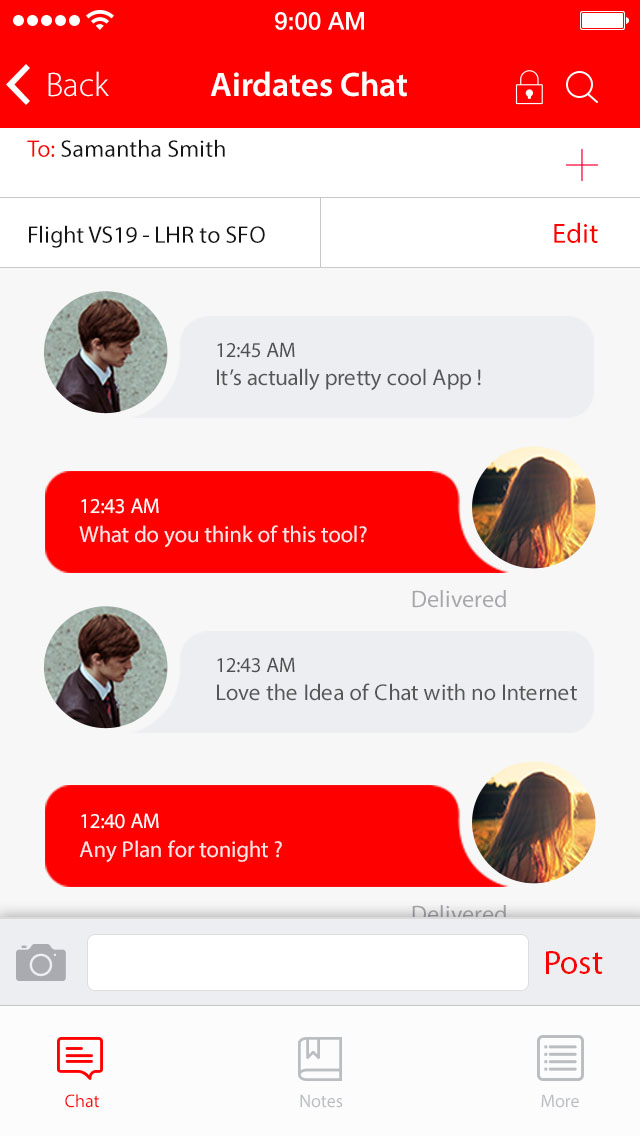 9:00 AM
Back
Airdates Chat
To: Samantha Smith
Flight VS19 - LHR to SFO
Edit
12:45 AM
It's actually pretty cool App !
12:43 AM
What do you think of this tool?
Delivered
12:43 AM
Love the Idea of Chat with no Internet
12:40 AM
Any Plan for tonight ?
Delivered
Post
Chat
Notes
More